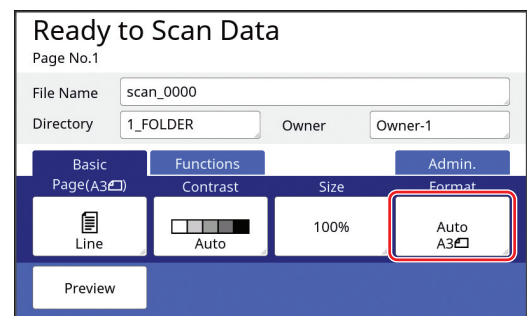 Ready to Scan Data
Page No.1
File Name scan_0000
Directory 1_FOLDER Owner Owner-1
Basic Functions Admin.
Page(A3) Contrast Size Format
Line Auto 100% Auto
A3
Preview